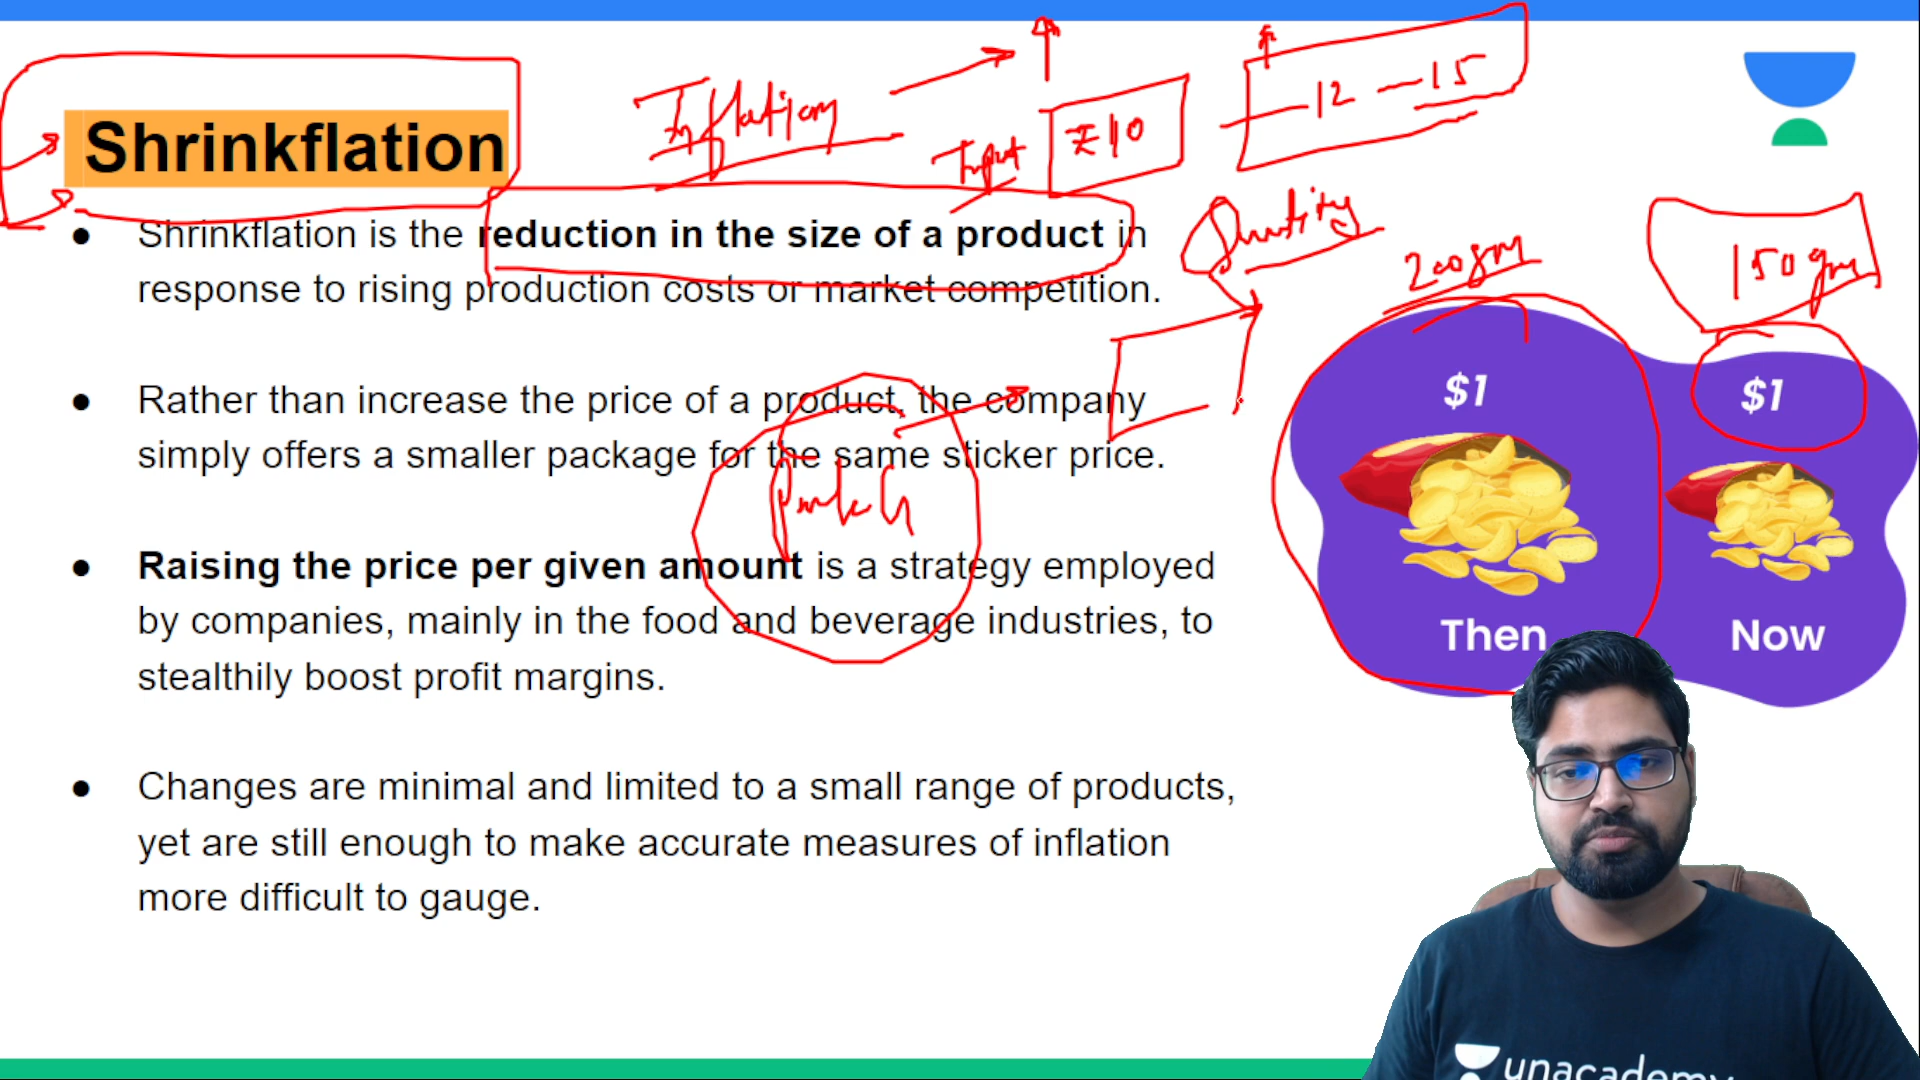 Inflation
Input
₹10
12 — 15
Shrinkflation
Quantity
200gm
150gm
● Shrinkflation is the reduction in the size of a product in
response to rising production costs or market competition.
● Rather than increase the price of a product, the company
simply offers a smaller package for the same sticker price.
● Raising the price per given amount is a strategy employed
by companies, mainly in the food and beverage industries, to
stealthily boost profit margins.
● Changes are minimal and limited to a small range of products,
yet are still enough to make accurate measures of inflation
more difficult to gauge.
$1
$1
Then
Now
unacademy